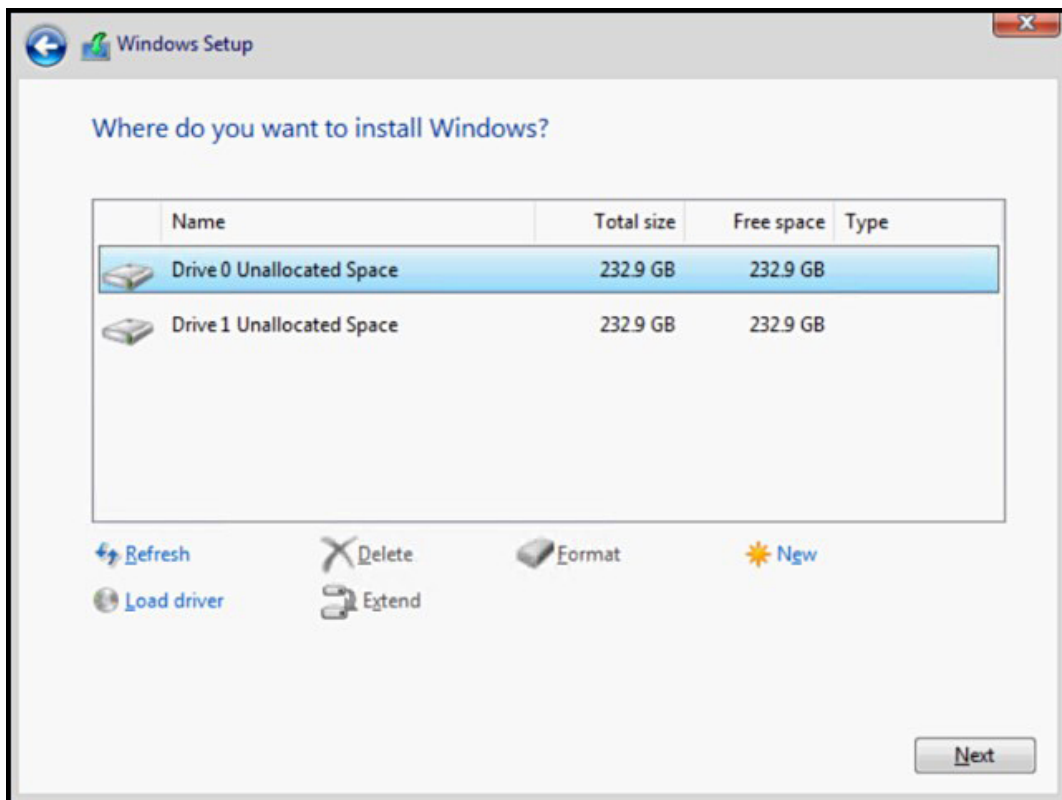 Windows Setup
Where do you want to install Windows?
Name Total size Free space Type
Drive 0 Unallocated Space 232.9 GB 232.9 GB
Drive 1 Unallocated Space 232.9 GB 232.9 GB
Refresh Delete Format New
Load driver Extend
Next